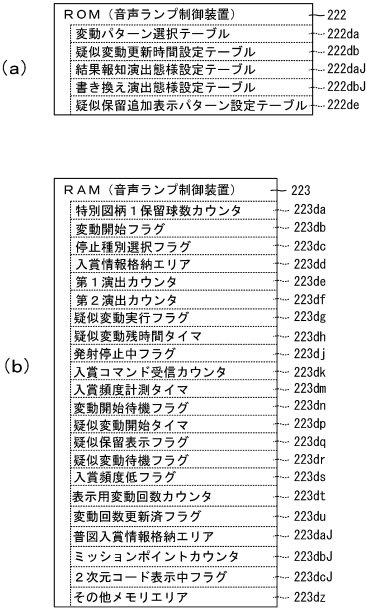 ROM(音声ランプ制御装置) 222
変動パターン選択テーブル 222da
疑似変動更新時間設定テーブル 222db
(a) 結果報知演出態様設定テーブル 222daJ
書き換え演出態様設定テーブル 222dbJ
疑似保留追加表示パターン設定テーブル 222de
RAM(音声ランプ制御装置) 223
特別図柄1保留球数カウンタ 223da
変動開始フラグ 223db
停止種別選択フラグ 223dc
入賞情報格納エリア 223dd
第1演出カウンタ 223de
第2演出カウンタ 223df
疑似変動実行フラグ 223dg
疑似変動残時間タイマ 223dh
発射停止中フラグ 223dj
(b) 入賞コマンド受信カウンタ 223dk
入賞頻度計測タイマ 223dm
変動開始待機フラグ 223dn
疑似変動開始タイマ 223dp
疑似保留表示フラグ 223dq
疑似変動待機フラグ 223dr
入賞頻度低フラグ 223ds
表示用変動回数カウンタ 223dt
変動回数更新済フラグ 223du
普図入賞情報格納エリア 223daJ
ミッションポイントカウンタ 223dbJ
2次元コード表示中フラグ 223dcJ
その他メモリエリア 223dz